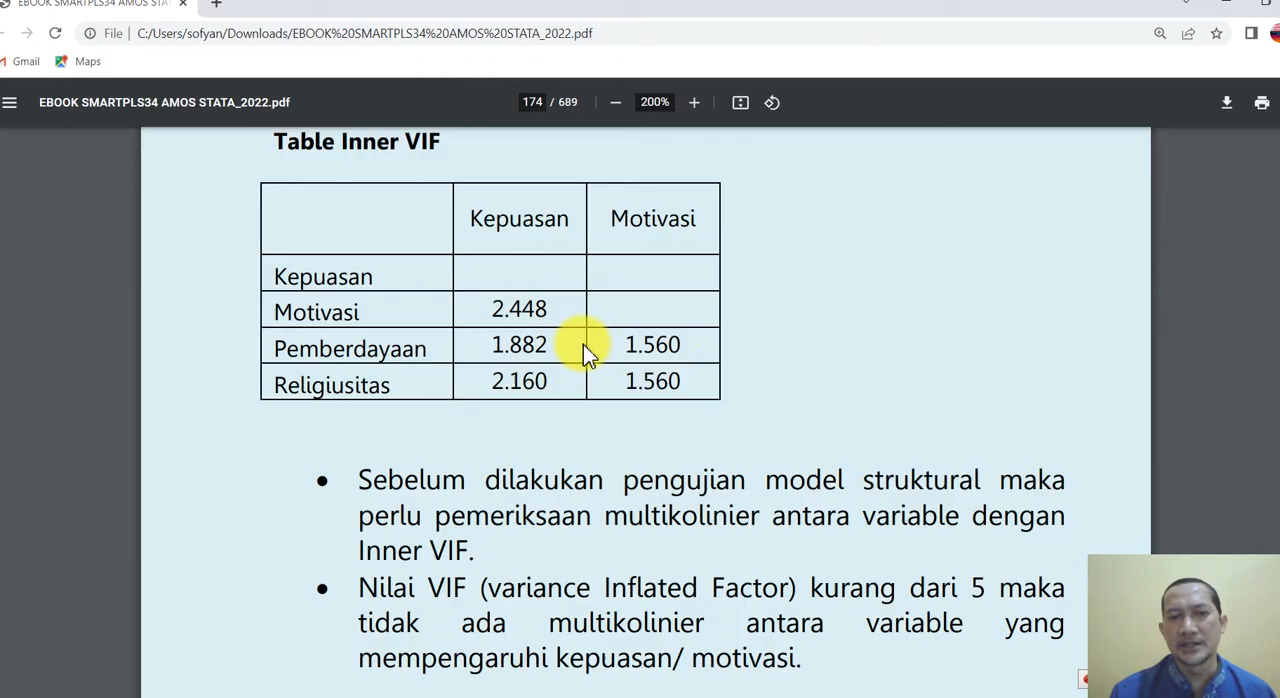 EBOOK SMARTPLS34 AMOS STA
File | C:/Users/sofyan/Downloads/EBOOK%20SMARTPLS34%20AMOS%20STATA_2022.pdf
Gmail Maps
EBOOK SMARTPLS34 AMOS STATA_2022.pdf 174 / 689 200%
Table Inner VIF
Kepuasan Motivasi
Kepuasan
Motivasi 2.448
Pemberdayaan 1.882 1.560
Religiusitas 2.160 1.560
• Sebelum dilakukan pengujian model struktural maka
perlu pemeriksaan multikolinier antara variable dengan
Inner VIF.
• Nilai VIF (variance Inflated Factor) kurang dari 5 maka
tidak ada multikolinier antara variable yang
mempengaruhi kepuasan/ motivasi.